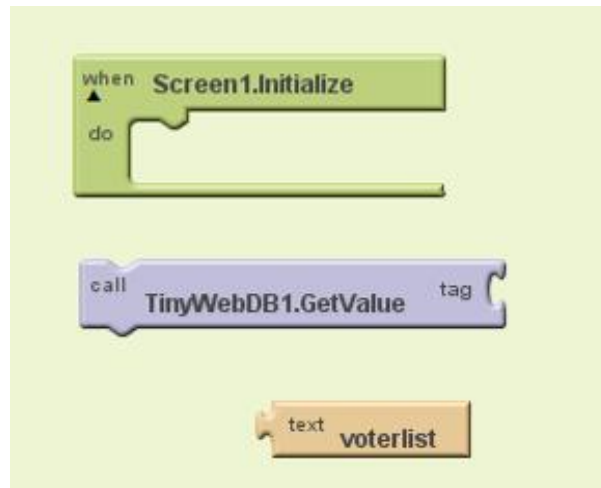 when Screen1.Initialize
do
call TinyWebDB1.GetValue tag
text voterlist